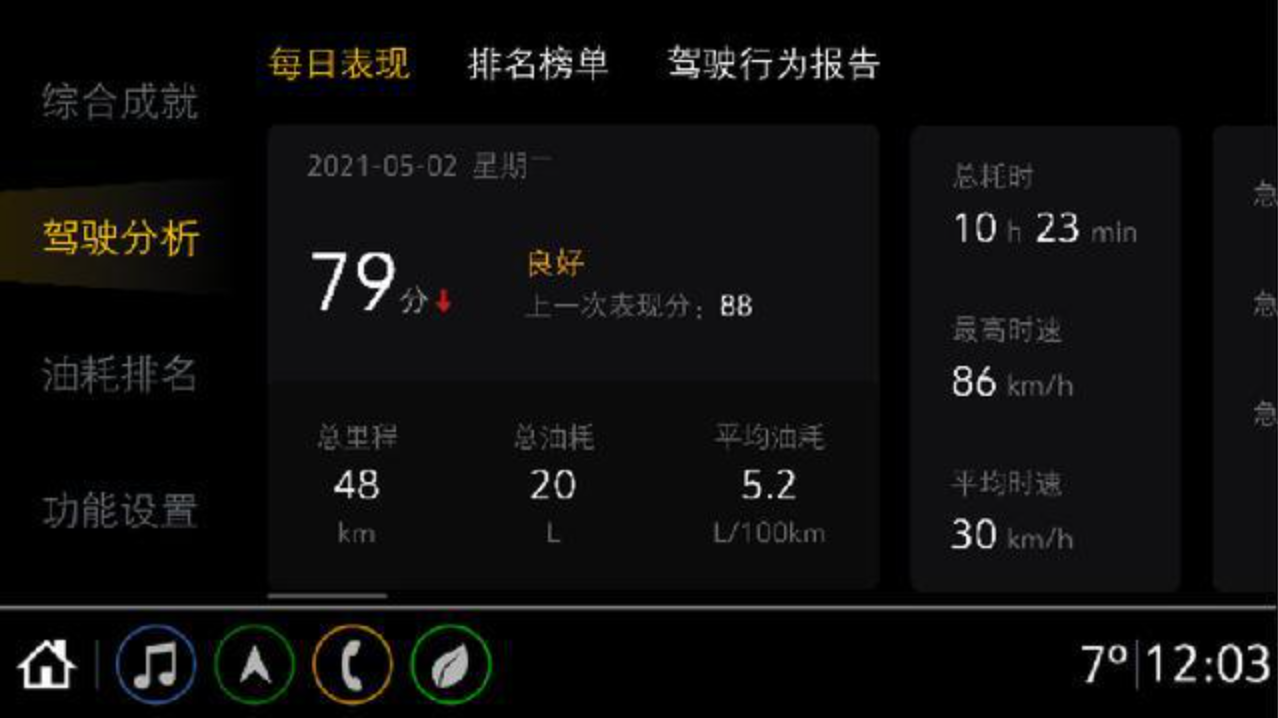 综合成就
驾驶分析
油耗排名
功能设置
每日表现 排名榜单 驾驶行为报告
2021-05-02 星期一
79分
良好
上一次表现分：88
总里程 总油耗 平均油耗
48 20 5.2
km L L/100km
总耗时
10 h 23 min
最高时速
86 km/h
平均时速
30 km/h
急
急
急
7° 12:03